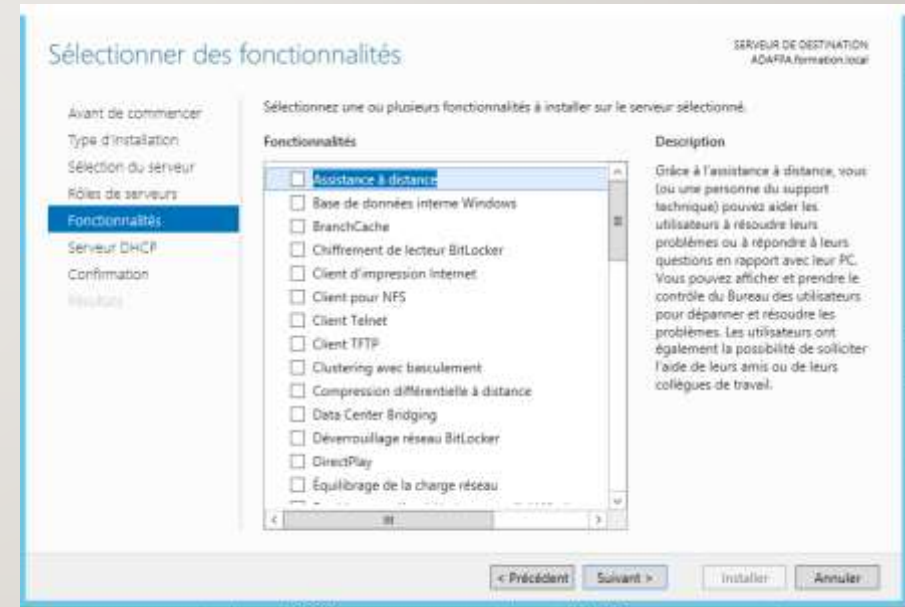 Sélectionner des fonctionnalités
SERVEUR DE DESTINATION
ADAFPA.formation.local
Avant de commencer
Type d'installation
Sélection du serveur
Rôles de serveurs
Fonctionnalités
Serveur DHCP
Confirmation
Résultats
Sélectionnez une ou plusieurs fonctionnalités à installer sur le serveur sélectionné.
Fonctionnalités
Assistance à distance
Base de données interne Windows
BranchCache
Chiffrement de lecteur BitLocker
Client d'impression Internet
Client pour NFS
Client Telnet
Client TFTP
Clustering avec basculement
Compression différentielle à distance
Data Center Bridging
Déverrouillage réseau BitLocker
DirectPlay
Équilibrage de la charge réseau
Description
Grâce à l'assistance à distance, vous
(ou une personne du support
technique) pouvez aider les
utilisateurs à résoudre leurs
problèmes ou à répondre à leurs
questions en rapport avec leur PC.
Vous pouvez afficher et prendre le
contrôle du Bureau des utilisateurs
pour dépanner et résoudre les
problèmes. Les utilisateurs ont
également la possibilité de solliciter
l'aide de leurs amis ou de leurs
collègues de travail.
< Précédent
Suivant >
Installer
Annuler